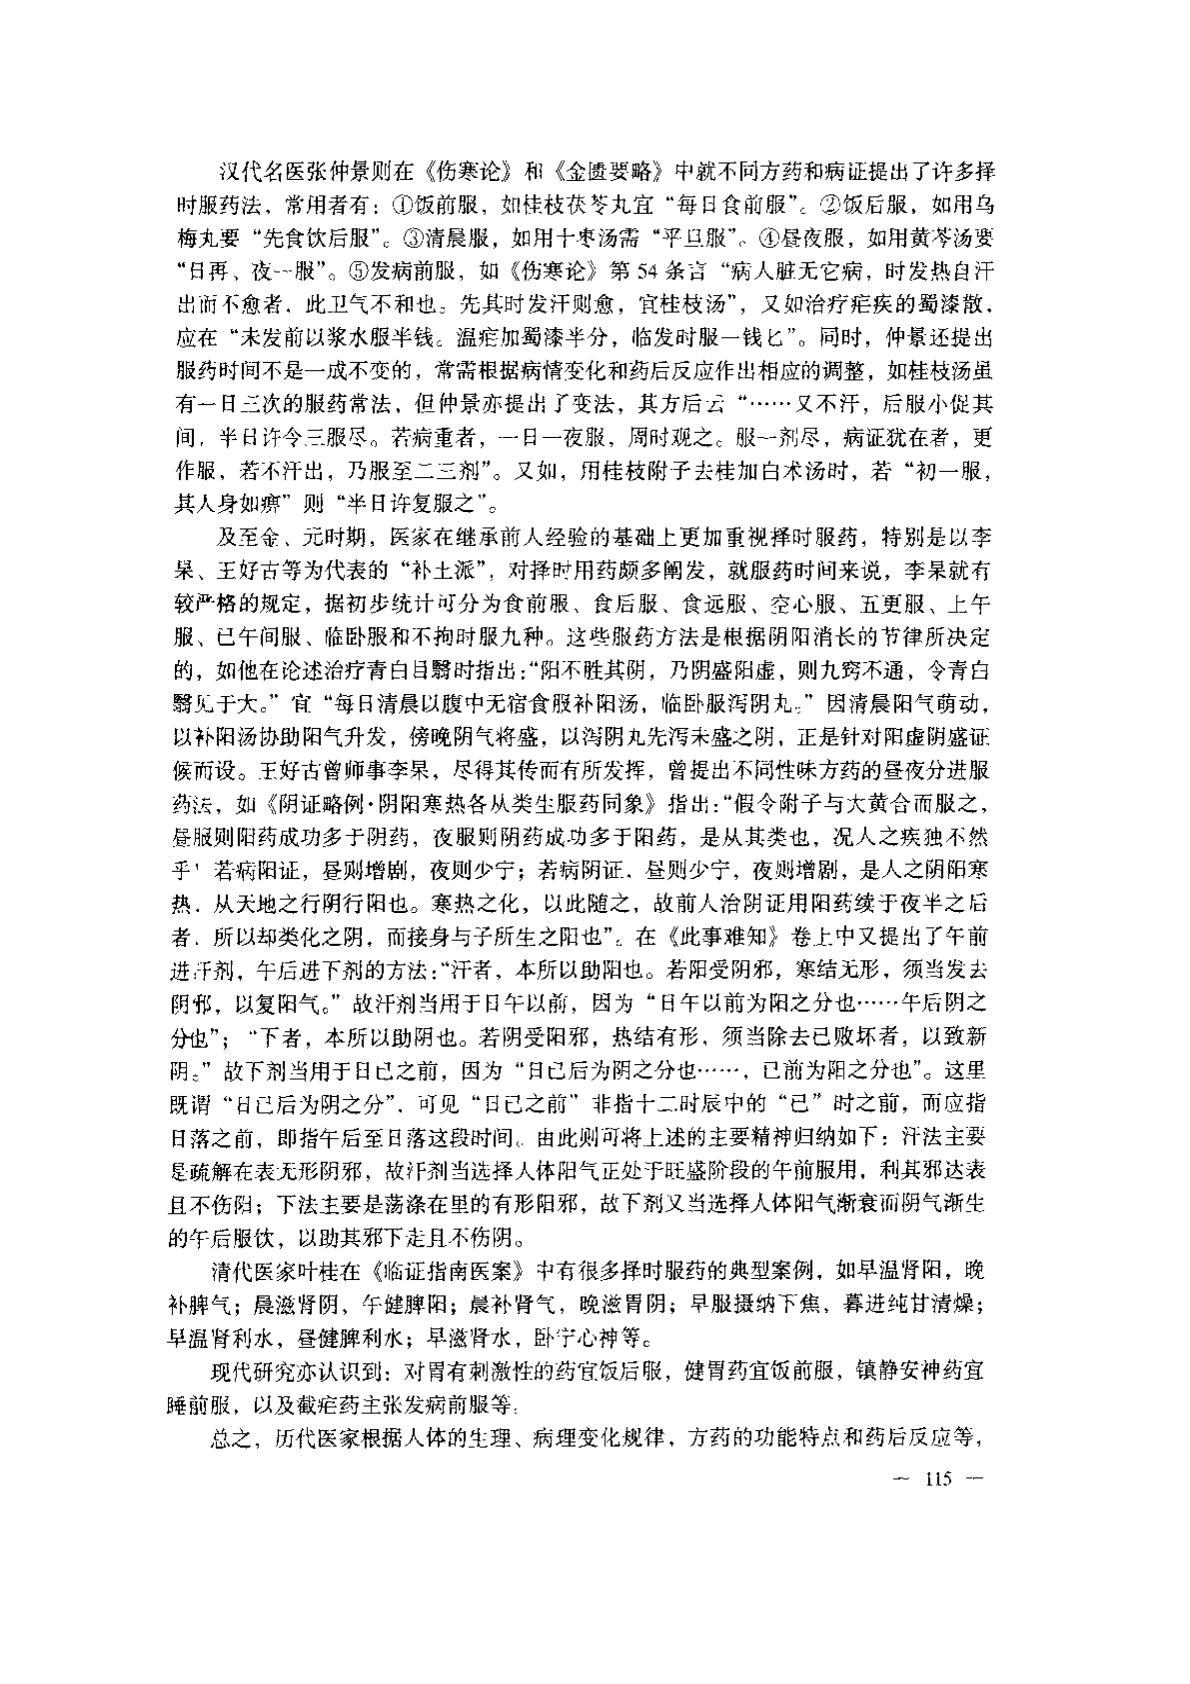 汉代名医张仲景则在《伤寒论》和《金匮要略》中就不同方药和病证提出了许多择
时服药法，常用者有：①饭前服，如桂枝茯苓丸宜“每日食前服”。②饭后服，如用乌
梅丸要“先食饮后服”。③清晨服，如用十枣汤需“平旦服”。④昼夜服，如用黄芩汤要
“日再、夜一服”。⑤发病前服，如《伤寒论》第 54 条言“病人脏无它病，时发热自汗
出而不愈者，此卫气不和也。先其时发汗则愈，宜桂枝汤”，又如治疗疟疾的蜀漆散，
应在“未发前以浆水服半钱。温疟加蜀漆半分，临发时服一钱匕”。同时，仲景还提出
服药时间不是一成不变的，常需根据病情变化和药后反应作出相应的调整，如桂枝汤虽
有一日三次的服药常法，但仲景亦提出了变法，其方后云“……又不汗，后服小促其
间，半日许令三服尽。若病重者，一日一夜服，周时观之。服一剂尽，病证犹在者，更
作服，若不汗出，乃服至二三剂”。又如，用桂枝附子去桂加白术汤时，若“初一服，
其人身如痹”则“半日许复服之”。
及至金、元时期，医家在继承前人经验的基础上更加重视择时服药，特别是以李
杲、王好古等为代表的“补土派”，对择时用药颇多阐发，就服药时间来说，李杲就有
较严格的规定，据初步统计可分为食前服、食后服、食远服、空心服、五更服、上午
服、巳午间服、临卧服和不拘时服九种。这些服药方法是根据阴阳消长的节律所决定
的，如他在论述治疗青白目翳时指出：“阳不胜其阴，乃阴盛阳虚，则九窍不通，令青白
翳见于大。”宜“每日清晨以腹中无宿食服补阳汤，临卧服泻阴丸。”因清晨阳气萌动，
以补阳汤协助阳气升发，傍晚阴气将盛，以泻阴丸先泻未盛之阴，正是针对阳虚阴盛证
候而设。王好古曾师事李杲，尽得其传而有所发挥，曾提出不同性味方药的昼夜分进服
药法，如《阴证略例·阴阳寒热各从类生服药同象》指出：“假令附子与大黄合而服之，
昼服则阳药成功多于阴药，夜服则阴药成功多于阳药，是从其类也，况人之疾独不然
乎！若病阳证，昼则增剧，夜则少宁；若病阴证，昼则少宁，夜则增剧，是人之阴阳寒
热，从天地之行阴行阳也。寒热之化，以此随之，故前人治阴证用阳药续于夜半之后
者，所以却类化之阴，而接身与子所生之阳也”。在《此事难知》卷上中又提出了午前
进汗剂，午后进下剂的方法：“汗者，本所以助阳也。若阳受阴邪，寒结无形，须当发去
阴邪，以复阳气。”故汗剂当用于日午以前，因为“日午以前为阳之分也……午后阴之
分也”；“下者，本所以助阴也。若阴受阳邪，热结有形，须当除去已败坏者，以致新
阴。”故下剂当用于日巳之前，因为“日巳后为阴之分也……，巳前为阳之分也”。这里
既谓“日巳后为阴之分”，可见“日巳之前”非指十二时辰中的“巳”时之前，而应指
日落之前，即指午后至日落这段时间。由此则可将上述的主要精神归纳如下：汗法主要
是疏解在表无形阴邪，故汗剂当选择人体阳气正处于旺盛阶段的午前服用，利其邪达表
且不伤阳；下法主要是荡涤在里的有形阳邪，故下剂又当选择人体阳气渐衰而阴气渐生
的午后服饮，以助其邪下走且不伤阴。
清代医家叶桂在《临证指南医案》中有很多择时服药的典型案例，如早温肾阳，晚
补脾气；晨滋肾阴，午健脾阳；晨补肾气，晚滋胃阴；早服摄纳下焦，暮进纯甘清燥；
早温肾利水，昼健脾利水；早滋肾水，卧宁心神等。
现代研究亦认识到：对胃有刺激性的药宜饭后服，健胃药宜饭前服，镇静安神药宜
睡前服，以及截疟药主张发病前服等。
总之，历代医家根据人体的生理、病理变化规律，方药的功能特点和药后反应等，
— 115 —